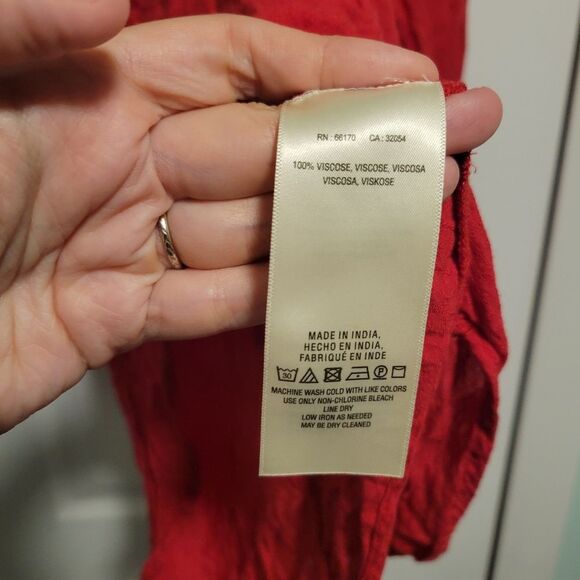 RN : 66170 CA : 32054
100% VISCOSE, VISCOSE, VISCOSA
VISCOSA, VISKOSE
MADE IN INDIA,
HECHO EN INDIA,
FABRIQUÉ EN INDE
30 P
MACHINE WASH COLD WITH LIKE COLORS
USE ONLY NON-CHLORINE BLEACH
LINE DRY
LOW IRON AS NEEDED
MAY BE DRY CLEANED